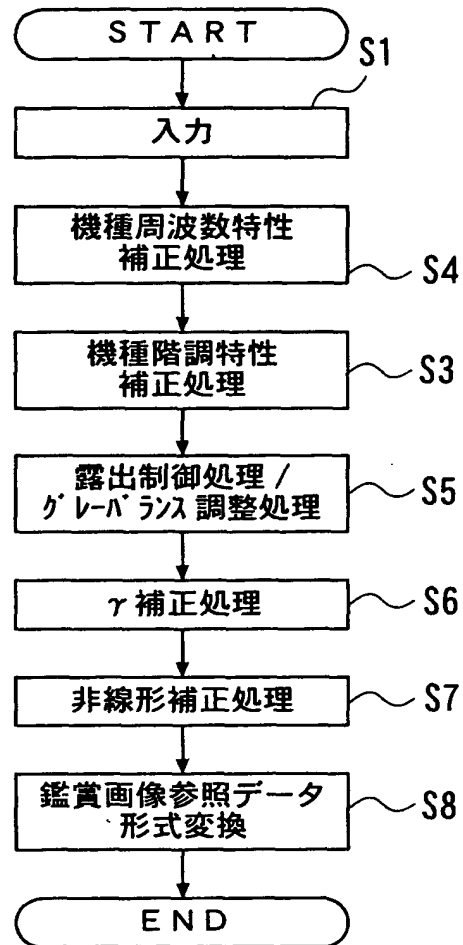 START
S1
入力
機種周波数特性
補正処理
S4
機種階調特性
補正処理
S3
露出制御処理/
グレーバランス調整処理
S5
γ補正処理
S6
非線形補正処理
S7
鑑賞画像参照データ
形式変換
S8
END